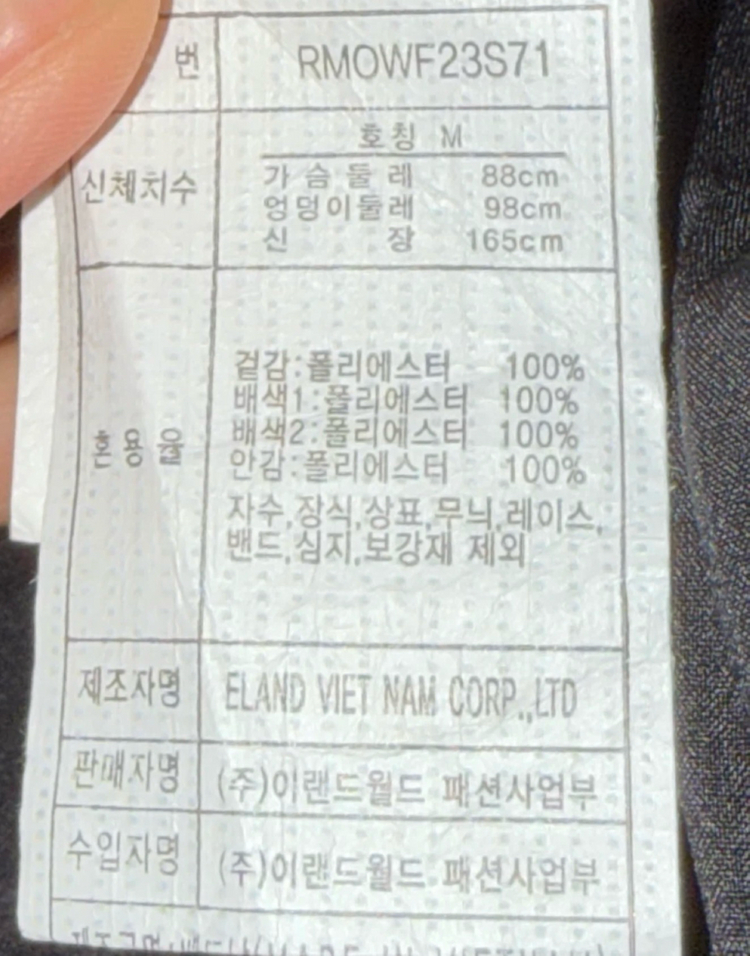 번 RMOWF23S71
호칭 M
신체치수
가슴둘레 88cm
엉덩이둘레 98cm
신장 165cm
혼용율
겉감:폴리에스터 100%
배색1:폴리에스터 100%
배색2:폴리에스터 100%
안감:폴리에스터 100%
자수,장식,상표,무늬,레이스,
밴드,심지,보강재 제외
제조자명 ELAND VIET NAM CORP.,LTD
판매자명 (주)이랜드월드 패션사업부
수입자명 (주)이랜드월드 패션사업부